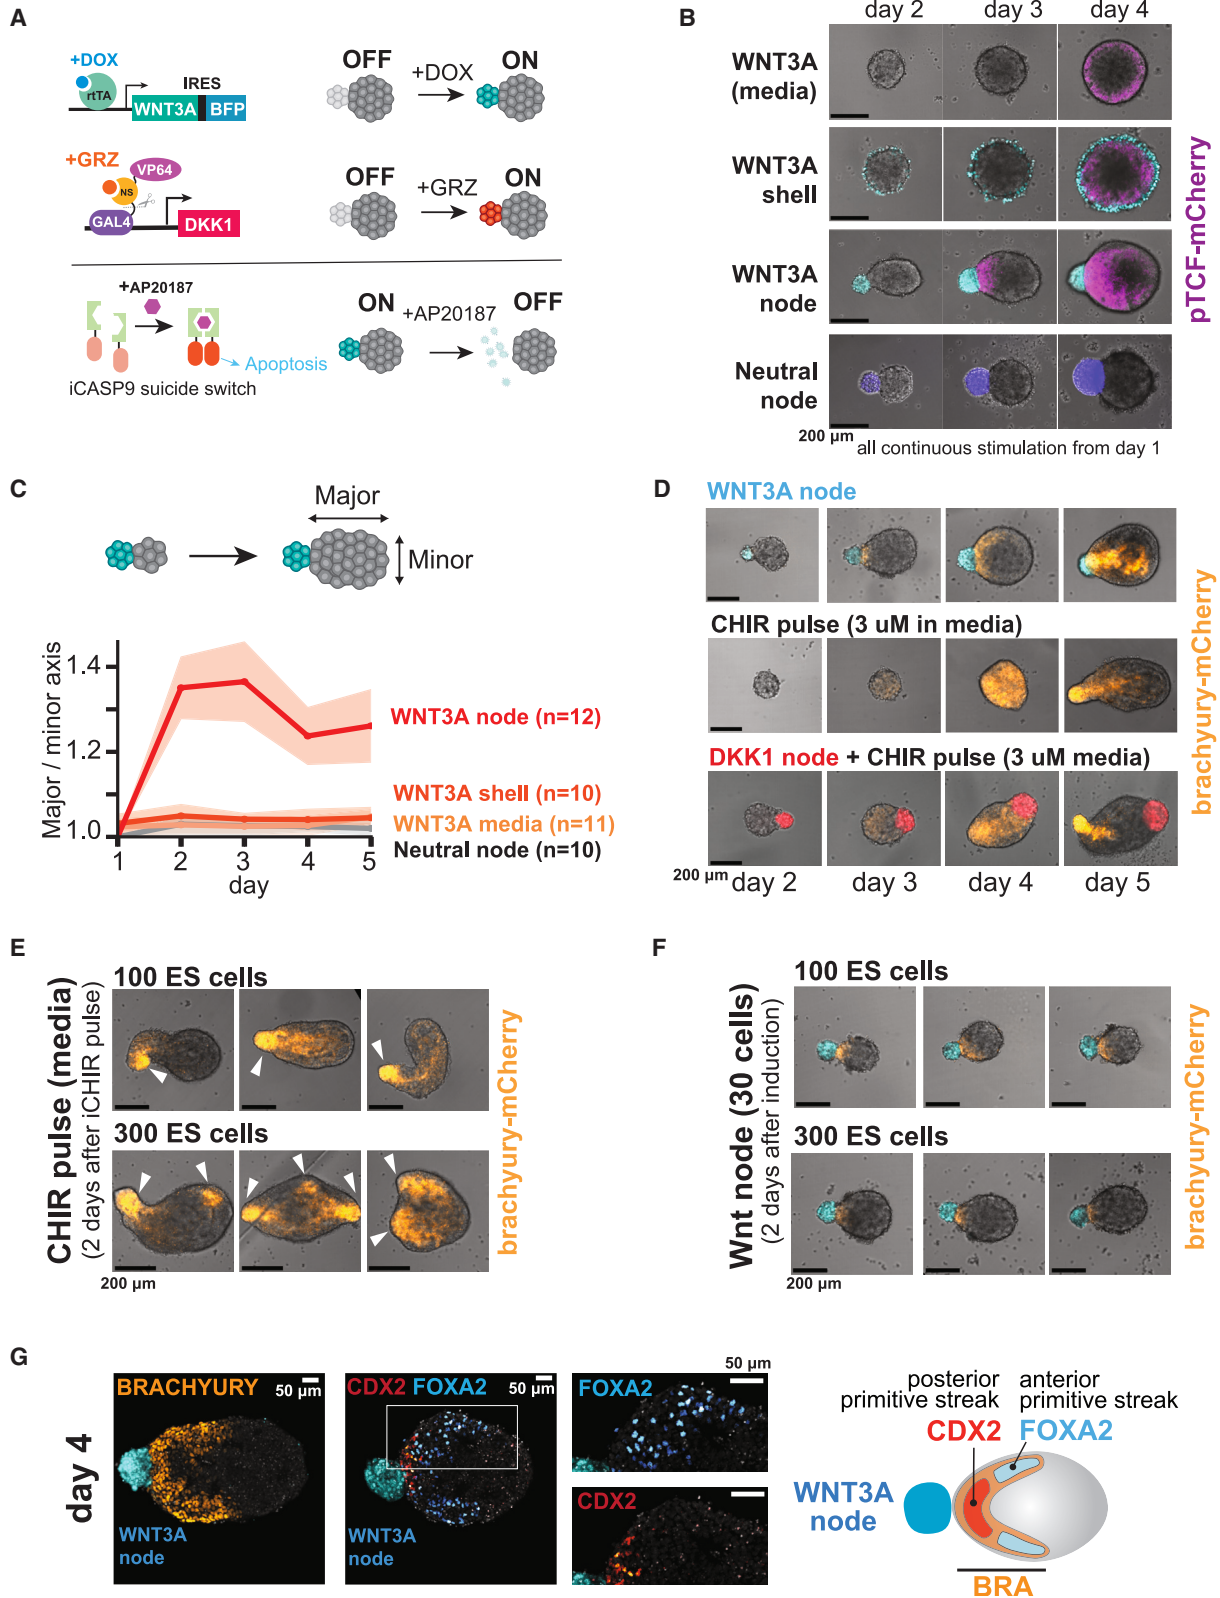 A
+DOX
rtTA
IRES
WNT3A
BFP
OFF
+DOX
ON
+GRZ
VP64
NS
GAL4
DKK1
OFF
+GRZ
ON
+AP20187
Apoptosis
iCASP9 suicide switch
ON
+AP20187
OFF
B
day 2
day 3
day 4
WNT3A
(media)
WNT3A
shell
WNT3A
node
Neutral
node
pTCF-mCherry
200 µm
all continuous stimulation from day 1
C
Major
Minor
Major / minor axis
1.4
1.2
1.0
1
2
3
4
5
day
WNT3A node (n=12)
WNT3A shell (n=10)
WNT3A media (n=11)
Neutral node (n=10)
D
WNT3A node
CHIR pulse (3 uM in media)
DKK1 node + CHIR pulse (3 uM media)
200 µm
day 2
day 3
day 4
day 5
brachyury-mCherry
E
CHIR pulse (media)
(2 days after iCHIR pulse)
100 ES cells
300 ES cells
200 µm
brachyury-mCherry
F
Wnt node (30 cells)
(2 days after induction)
100 ES cells
300 ES cells
200 µm
brachyury-mCherry
G
day 4
BRACHYURY
50 µm
WNT3A
node
CDX2 FOXA2
50 µm
WNT3A
node
50 µm
FOXA2
CDX2
posterior
primitive streak
CDX2
anterior
primitive streak
FOXA2
WNT3A
node
BRA